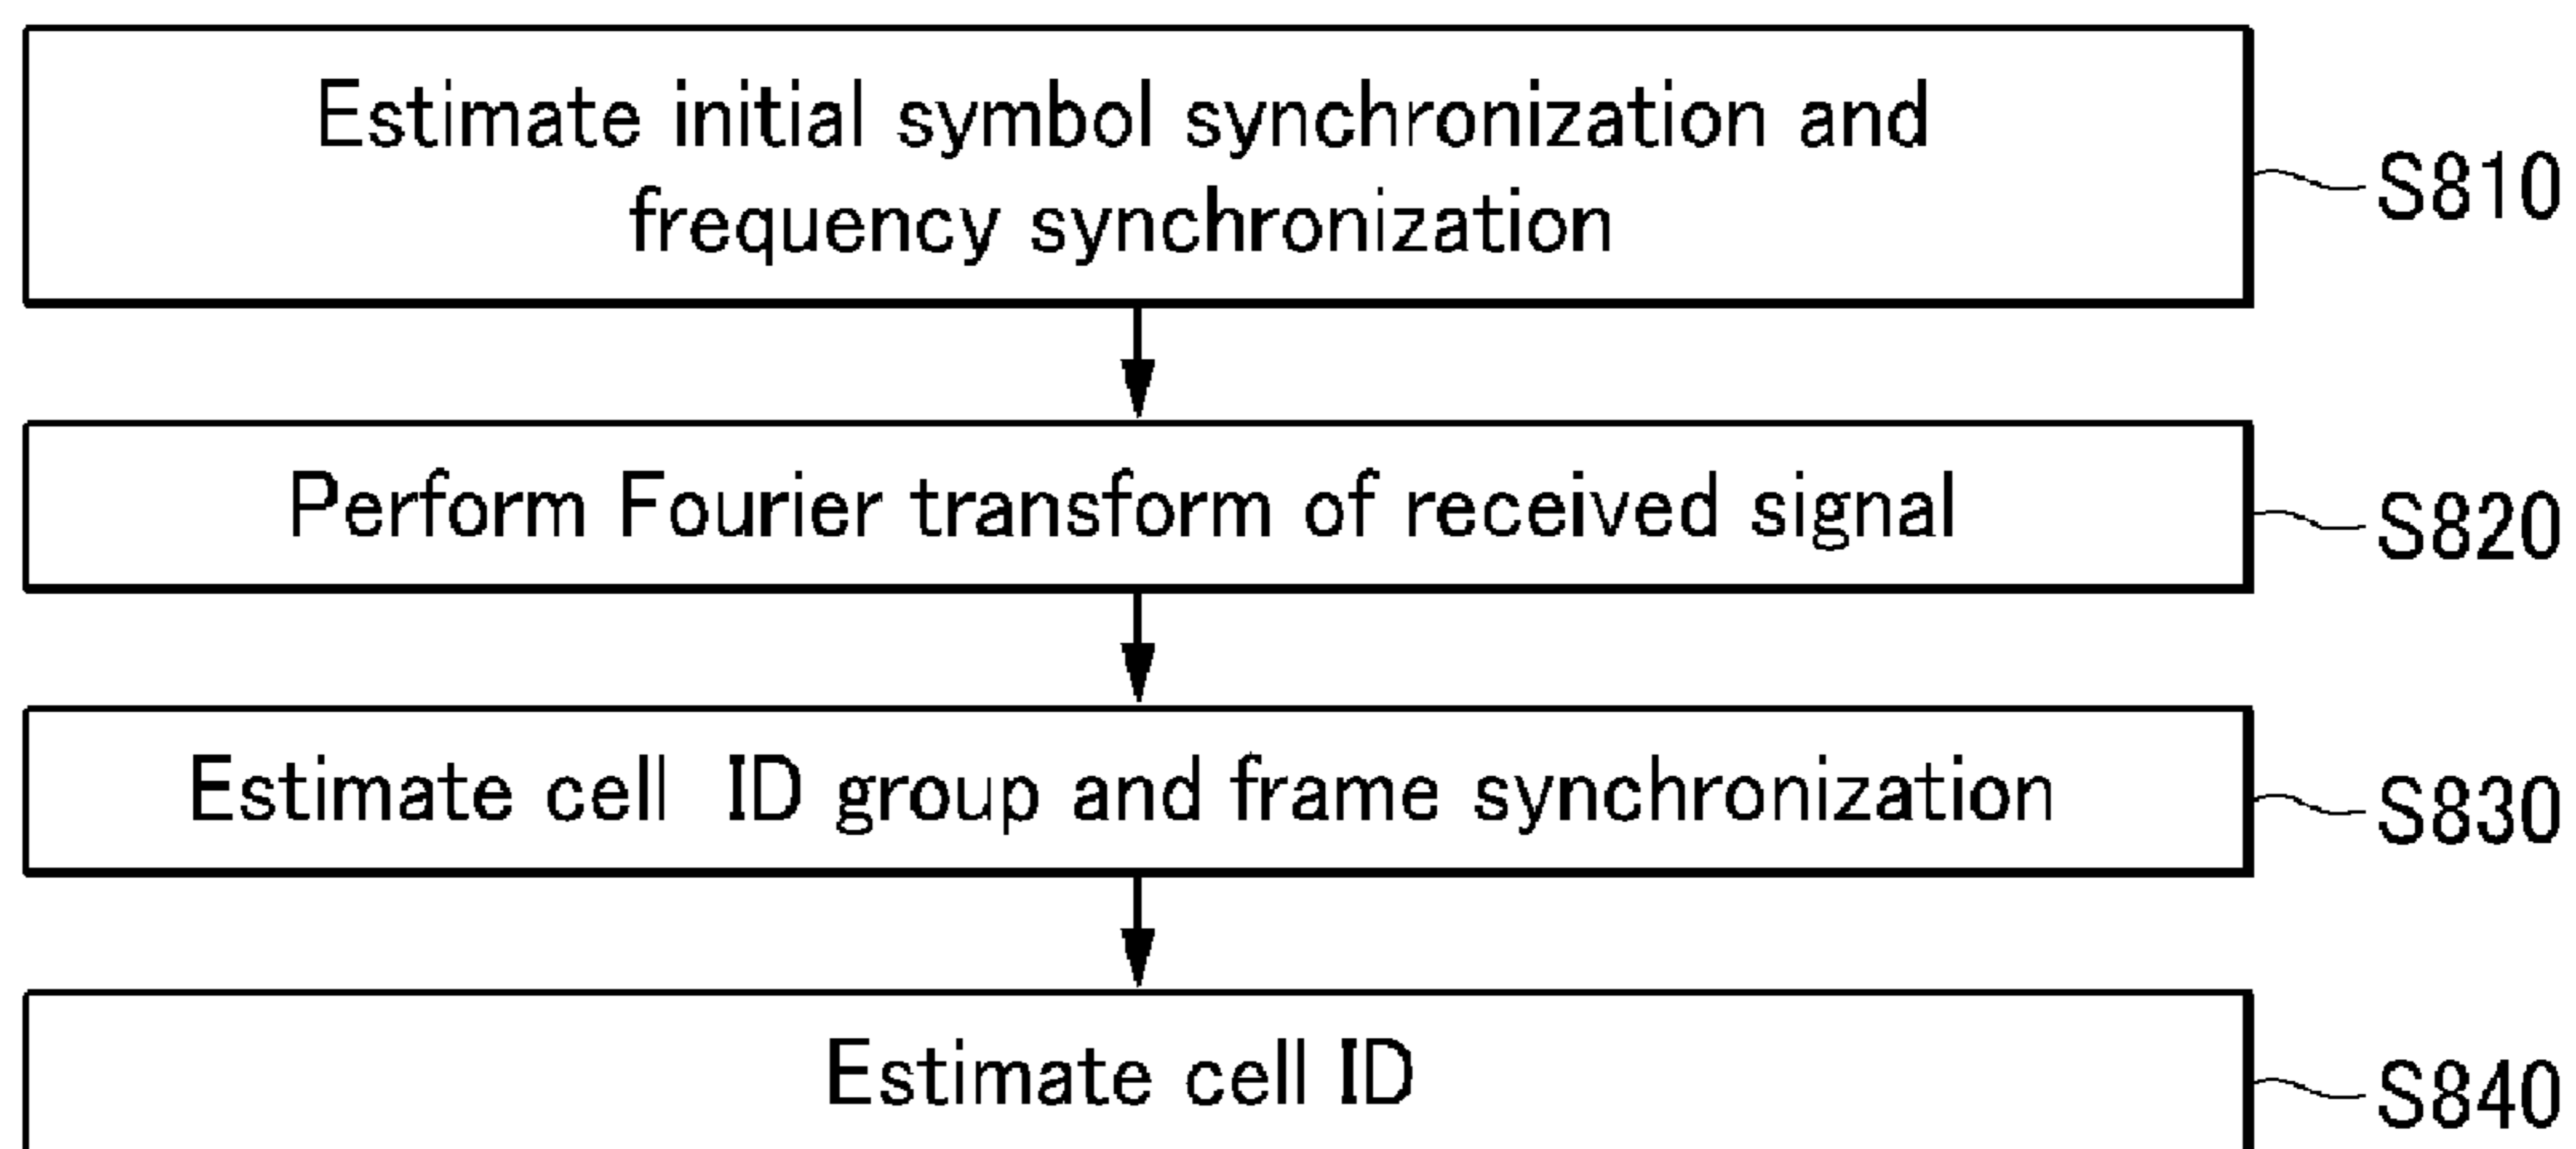 Estimate initial symbol synchronization and
frequency synchronization
S810
Perform Fourier transform of received signal
S820
Estimate cell ID group and frame synchronization
S830
Estimate cell ID
S840